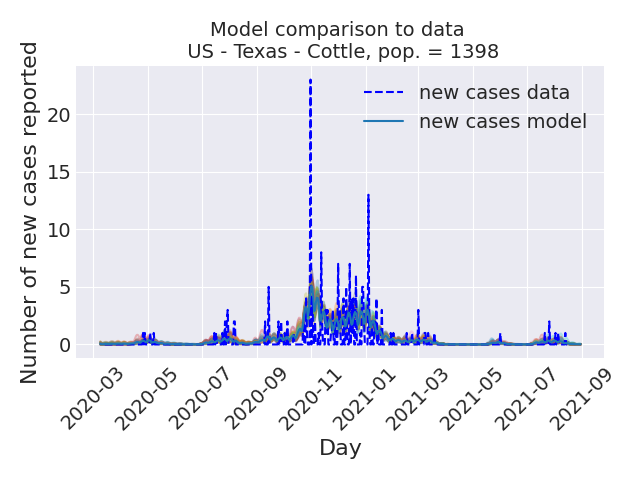 Model comparison to data
US - Texas - Cottle, pop. = 1398
Number of new cases reported
20
15
10
5
0
new cases data
new cases model
2020-03
2020-05
2020-07
2020-09
2020-11
2021-01
2021-03
2021-05
2021-07
2021-09
Day